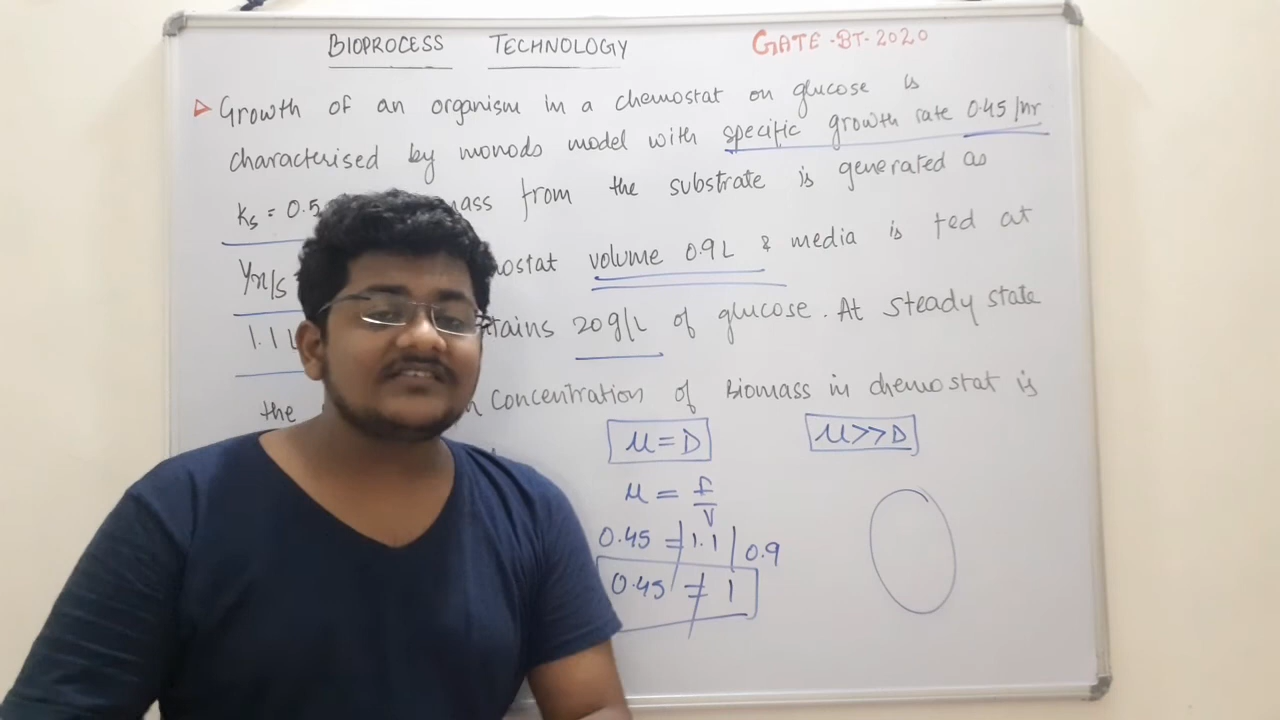 BIOPROCESS TECHNOLOGY GATE-BT-2020
Growth of an organism in a chemostat on glucose is
characterised by monods model with specific growth rate 0.45/hr
Ks = 0.5 from the substrate is generated as
Yx/s volume 0.9L & media is fed at
1.1 20g/L of glucose. At steady state
the concentration of Biomass in chemostat is
μ = D μ >> D
μ = f/V
0.45 ≠ 1.1 / 0.9
0.45 ≠ 1